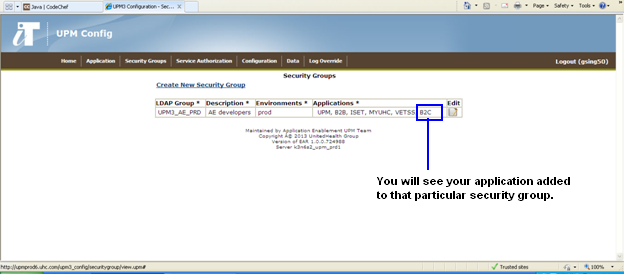 Java | CodeChef
UPM3 Configuration - Sec...
Page Safety Tools
iT UPM Config
Home Application Security Groups Service Authorization Configuration Data Log Override Logout (gsing50)
Security Groups
Create New Security Group
LDAP Group * Description * Environments * Applications * Edit
UPM3_AE_PRD AE developers prod UPM, B2B, ISET, MYUHC, VETSS, B2C
Maintained by Application Enablement UPM Team
Copyright Â© 2013 UnitedHealth Group
Version of EAR 1.0.0.724988
Server k3n6s2_upm_prd1
You will see your application added
to that particular security group.
http://upmprod6.uhc.com/upm3_config/securitygroup/view.upm# Trusted sites 100%